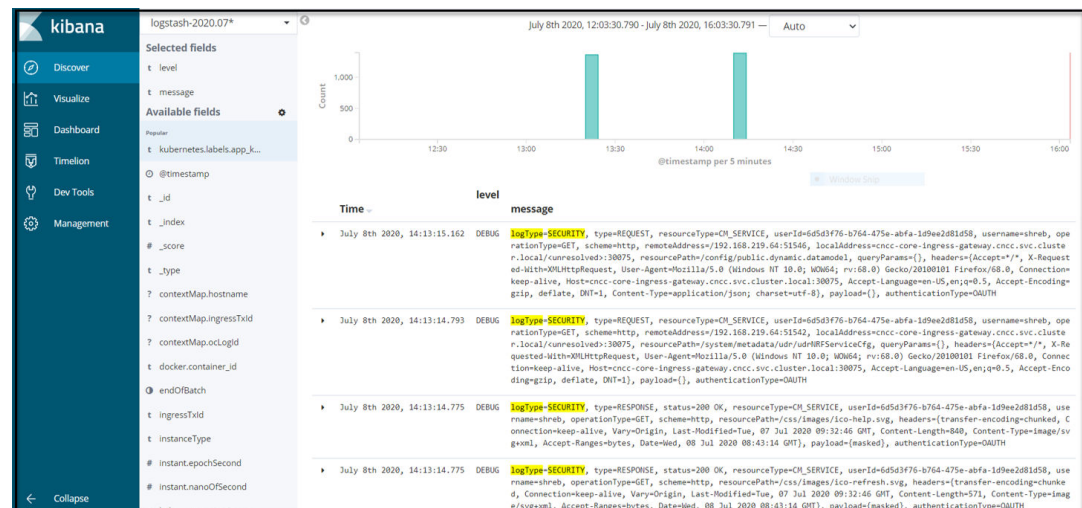 kibana
Discover
Visualize
Dashboard
Timelion
Dev Tools
Management
Collapse
logstash-2020.07*
Selected fields
t level
t message
Available fields
Popular
t kubernetes.labels.app_k...
@timestamp
t _id
t _index
# _score
t _type
? contextMap.hostname
? contextMap.ingressTxId
? contextMap.ocLogId
t docker.container_id
endOfBatch
t ingressTxId
t instanceType
# instant.epochSecond
# instant.nanoOfSecond
July 8th 2020, 12:03:30.790 - July 8th 2020, 16:03:30.791 — Auto
Count
1,000
500
0
12:30 13:00 13:30 14:00 14:30 15:00 15:30 16:00
@timestamp per 5 minutes
Window Snip
Time level message
July 8th 2020, 14:13:15.162 DEBUG logType=SECURITY, type=REQUEST, resourceType=CM_SERVICE, userId=6d5d3f76-b764-475e-abfa-1d9ee2d81d58, username=shreb, ope
rationType=GET, scheme=http, remoteAddress=/192.168.219.64:51546, localAddress=cncc-core-ingress-gateway.cncc.svc.cluste
r.local/<unresolved>:30075, resourcePath=/config/public.dynamic.datamodel, queryParams={}, headers={Accept=*/*, X-Request
ed-With=XMLHttpRequest, User-Agent=Mozilla/5.0 (Windows NT 10.0; WOW64; rv:68.0) Gecko/20100101 Firefox/68.0, Connection=
keep-alive, Host=cncc-core-ingress-gateway.cncc.svc.cluster.local:30075, Accept-Language=en-US,en;q=0.5, Accept-Encoding=
gzip, deflate, DNT=1, Content-Type=application/json; charset=utf-8}, payload={}, authenticationType=OAUTH
July 8th 2020, 14:13:14.793 DEBUG logType=SECURITY, type=REQUEST, resourceType=CM_SERVICE, userId=6d5d3f76-b764-475e-abfa-1d9ee2d81d58, username=shreb, ope
rationType=GET, scheme=http, remoteAddress=/192.168.219.64:51542, localAddress=cncc-core-ingress-gateway.cncc.svc.cluste
r.local/<unresolved>:30075, resourcePath=/system/metadata/udr/udrNRFServiceCfg, queryParams={}, headers={Accept=*/*, X-Re
quested-With=XMLHttpRequest, User-Agent=Mozilla/5.0 (Windows NT 10.0; WOW64; rv:68.0) Gecko/20100101 Firefox/68.0, Connec
tion=keep-alive, Host=cncc-core-ingress-gateway.cncc.svc.cluster.local:30075, Accept-Language=en-US,en;q=0.5, Accept-Enco
ding=gzip, deflate, DNT=1}, payload={}, authenticationType=OAUTH
July 8th 2020, 14:13:14.775 DEBUG logType=SECURITY, type=RESPONSE, status=200 OK, resourceType=CM_SERVICE, userId=6d5d3f76-b764-475e-abfa-1d9ee2d81d58, use
rname=shreb, operationType=GET, resourcePath=/css/images/ico-help.svg, headers={transfer-encoding=chunked, C
onnection=keep-alive, Vary=Origin, Last-Modified=Tue, 07 Jul 2020 09:32:46 GMT, Content-Length=840, Content-Type=image/sv
g+xml, Accept-Ranges=bytes, Date=Wed, 08 Jul 2020 08:43:14 GMT}, payload={masked}, authenticationType=OAUTH
July 8th 2020, 14:13:14.775 DEBUG logType=SECURITY, type=RESPONSE, status=200 OK, resourceType=CM_SERVICE, userId=6d5d3f76-b764-475e-abfa-1d9ee2d81d58, use
rname=shreb, operationType=GET, resourcePath=/css/images/ico-refresh.svg, headers={transfer-encoding=chunke
d, Connection=keep-alive, Vary=Origin, Last-Modified=Tue, 07 Jul 2020 09:32:46 GMT, Content-Length=571, Content-Type=imag
e/svg+xml, Accept-Ranges=bytes, Date=Wed, 08 Jul 2020 08:43:14 GMT}, payload={masked}, authenticationType=OAUTH